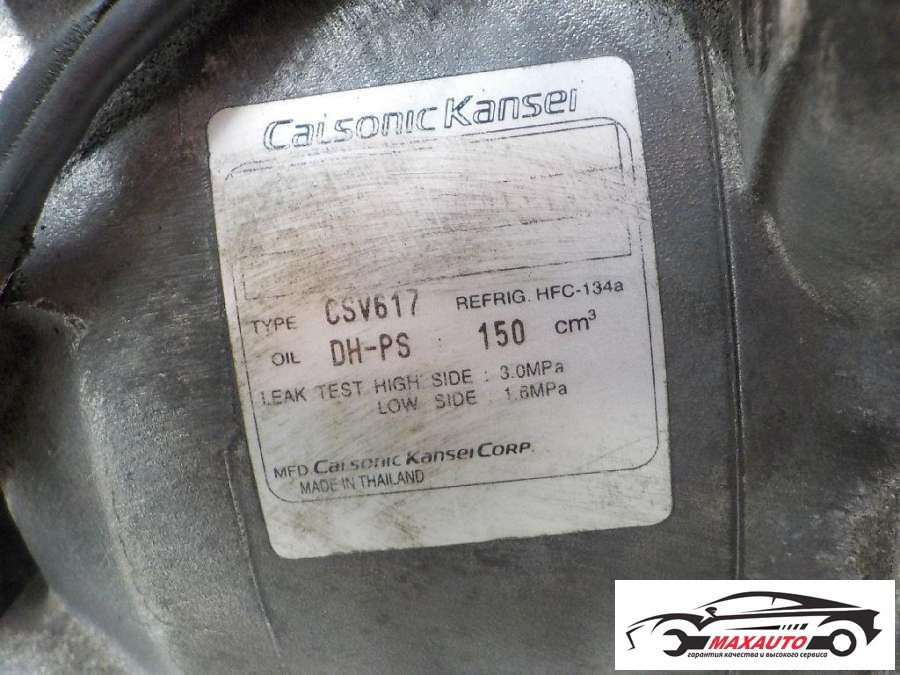 Calsonic Kansei
TYPE CSV617 REFRIG. HFC-134a
OIL DH-PS : 150 cm³
LEAK TEST HIGH SIDE : 3.0MPa
LOW SIDE : 1.6MPa
MFD. Calsonic Kansei CORP.
MADE IN THAILAND
MAXAUTO
гарантия качества и высокого сервиса